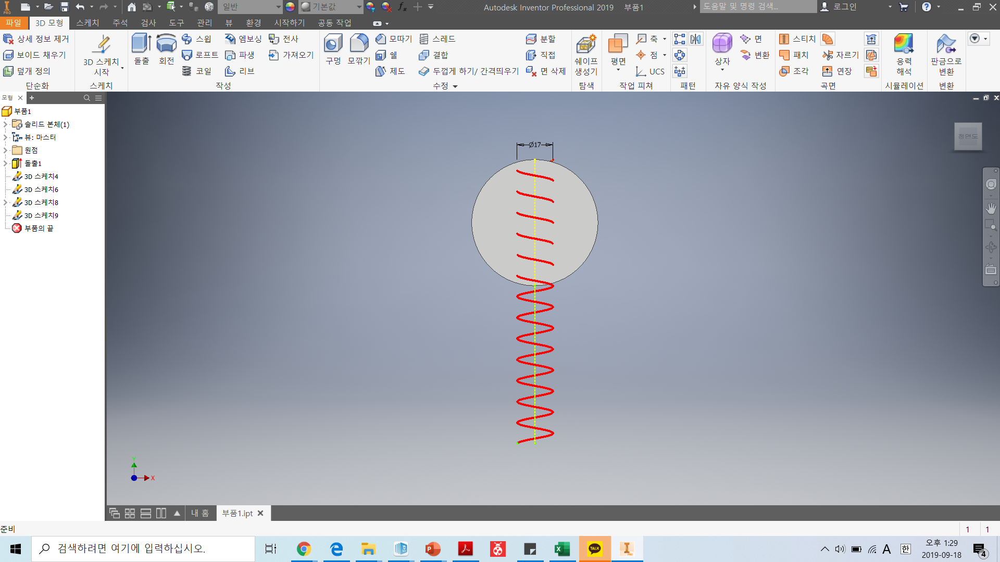 PRO 일반 기본값 fx Autodesk Inventor Professional 2019 부품1 도움말 및 명령 검색... 로그인
파일 3D 모형 스케치 주석 검사 도구 관리 뷰 환경 시작하기 공동 작업
상세 정보 제거
보이드 채우기
덮개 정의
단순화
3D 스케치
시작
스케치
돌출 회전
스윕 엠보싱 전사
로프트 파생 가져오기
코일 리브
작성
구멍 모깎기
모따기 스레드 분할
쉘 결합 직접
제도 두껍게 하기/ 간격띄우기 면 삭제
수정
쉐이프
생성기
탐색
평면
축
점
UCS
작업 피쳐
패턴
상자
면
변환
자유 양식 작성
스티치
패치 자르기
조각 연장
곡면
응력
해석
시뮬레이션
판금으로
변환
변환
모형
부품1
솔리드 본체(1)
뷰: 마스터
원점
돌출1
3D 스케치4
3D 스케치6
3D 스케치8
3D 스케치9
부품의 끝
Ø17
정면도
Y
X
내 홈 부품1.ipt
준비 1 1
검색하려면 여기에 입력하십시오.
TALK
PRO
A 한
오후 1:29
2019-09-18
4